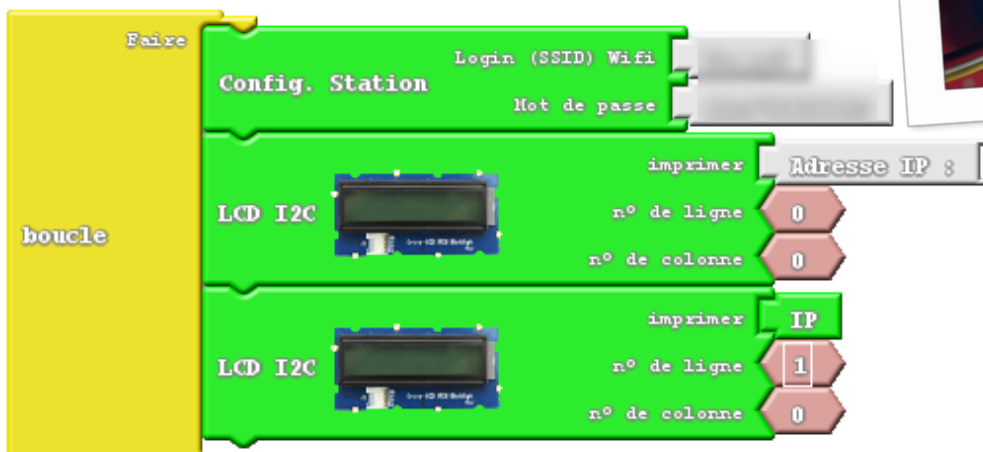 Faire
Login (SSID) Wifi
Config. Station
Mot de passe
imprimer Adresse IP :
LCD I2C
n° de ligne 0
n° de colonne 0
boucle
imprimer IP
LCD I2C
n° de ligne 1
n° de colonne 0